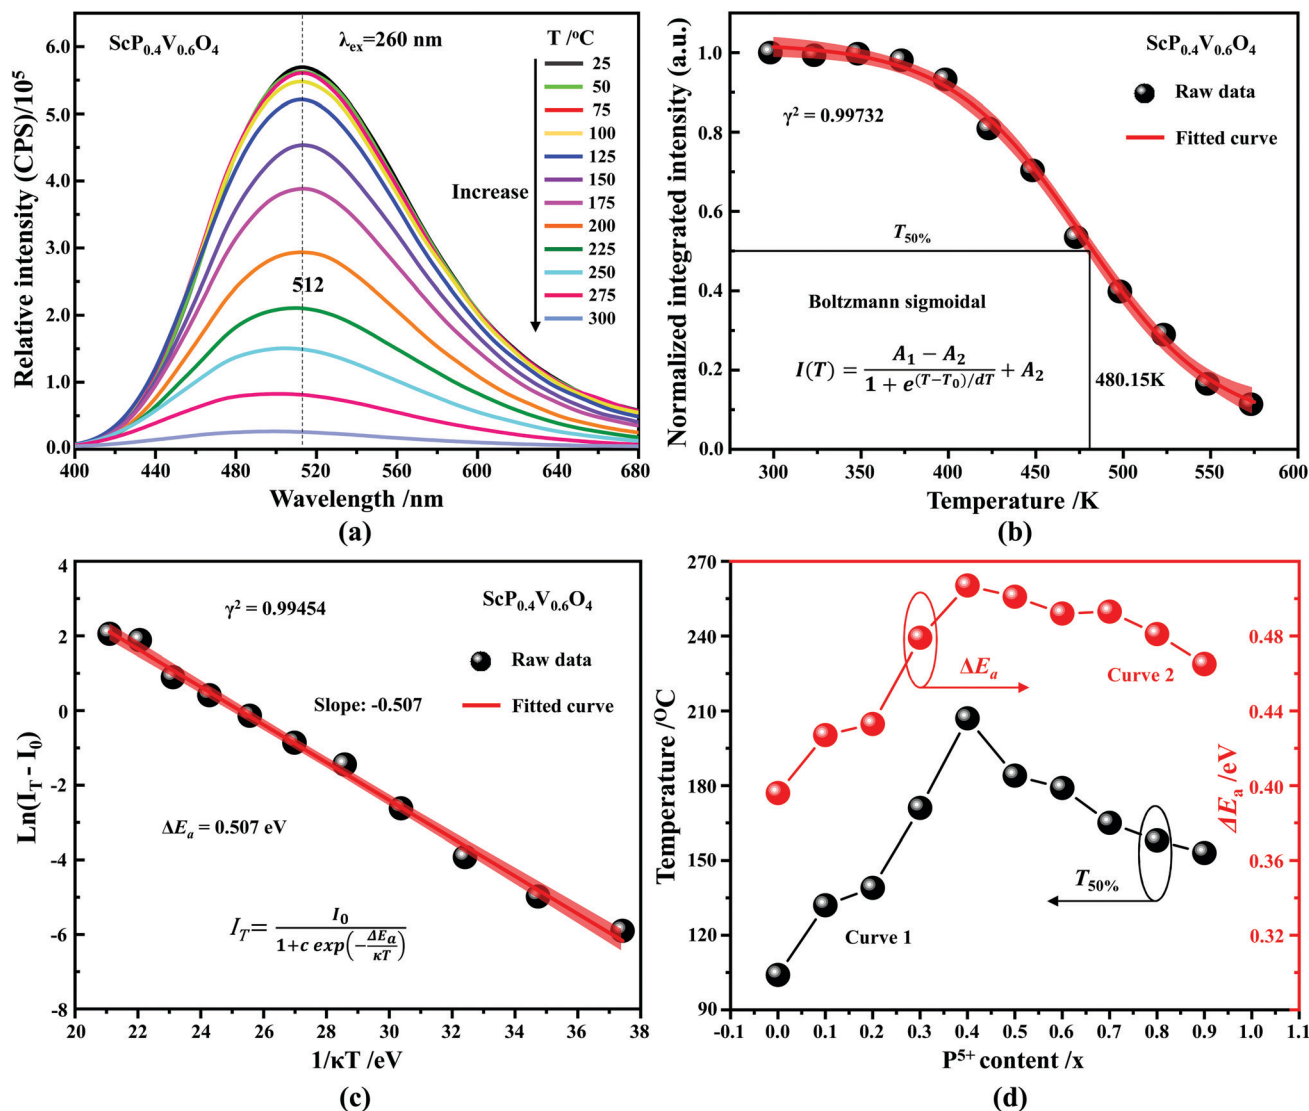 ScP0.4V0.6O4
λex=260 nm
T /oC
25
50
75
100
125
150
175
200
225
250
275
300
Increase
512
6.0
5.0
4.0
3.0
2.0
1.0
0.0
Relative intensity (CPS)/10^5
400 440 480 520 560 600 640 680
Wavelength /nm
(a)
ScP0.4V0.6O4
Raw data
Fitted curve
γ² = 0.99732
T50%
Boltzmann sigmoidal
I(T) = (A1 − A2)/(1 + e^((T−T0)/dT)) + A2
480.15K
1.0
0.8
0.6
0.4
0.2
0.0
Normalized integrated intensity (a.u.)
300 350 400 450 500 550 600
Temperature /K
(b)
ScP0.4V0.6O4
γ² = 0.99454
Raw data
Fitted curve
Slope: -0.507
ΔEa = 0.507 eV
IT= I0/(1+c exp(−ΔEa/κT))
4
2
0
-2
-4
-6
-8
Ln(IT - I0)
20 22 24 26 28 30 32 34 36 38
1/κT /eV
(c)
270
240
210
180
150
120
90
Temperature /OC
ΔEa
Curve 2
T50%
Curve 1
0.48
0.44
0.40
0.36
0.32
ΔEa /eV
-0.1 0.0 0.1 0.2 0.3 0.4 0.5 0.6 0.7 0.8 0.9 1.0 1.1
P5+ content /x
(d)